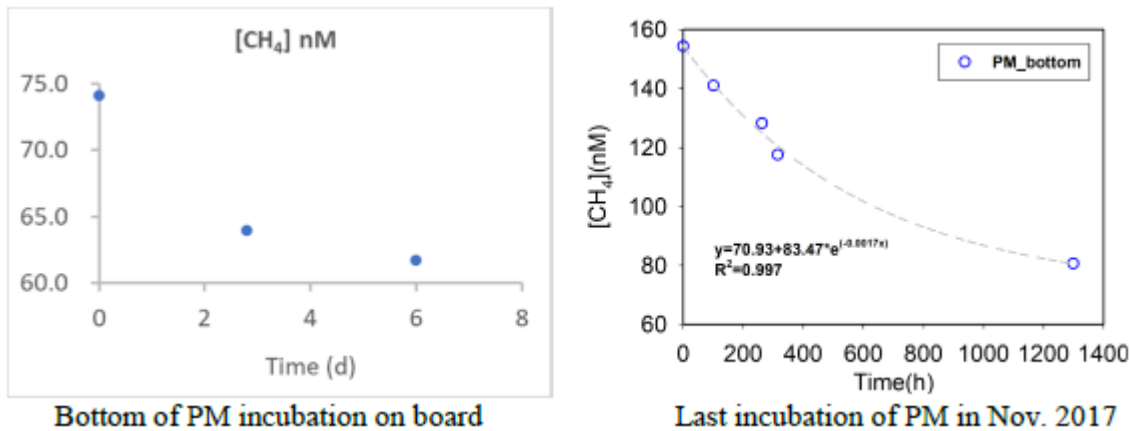 [CH₄] nM
75.0
70.0
65.0
60.0
0 2 4 6 8
Time (d)
Bottom of PM incubation on board
160
140
120
100
80
60
[CH₄](nM)
PM_bottom
y=70.93+83.47*e^(-0.0017x)
R²=0.997
0 200 400 600 800 1000 1200 1400
Time(h)
Last incubation of PM in Nov. 2017